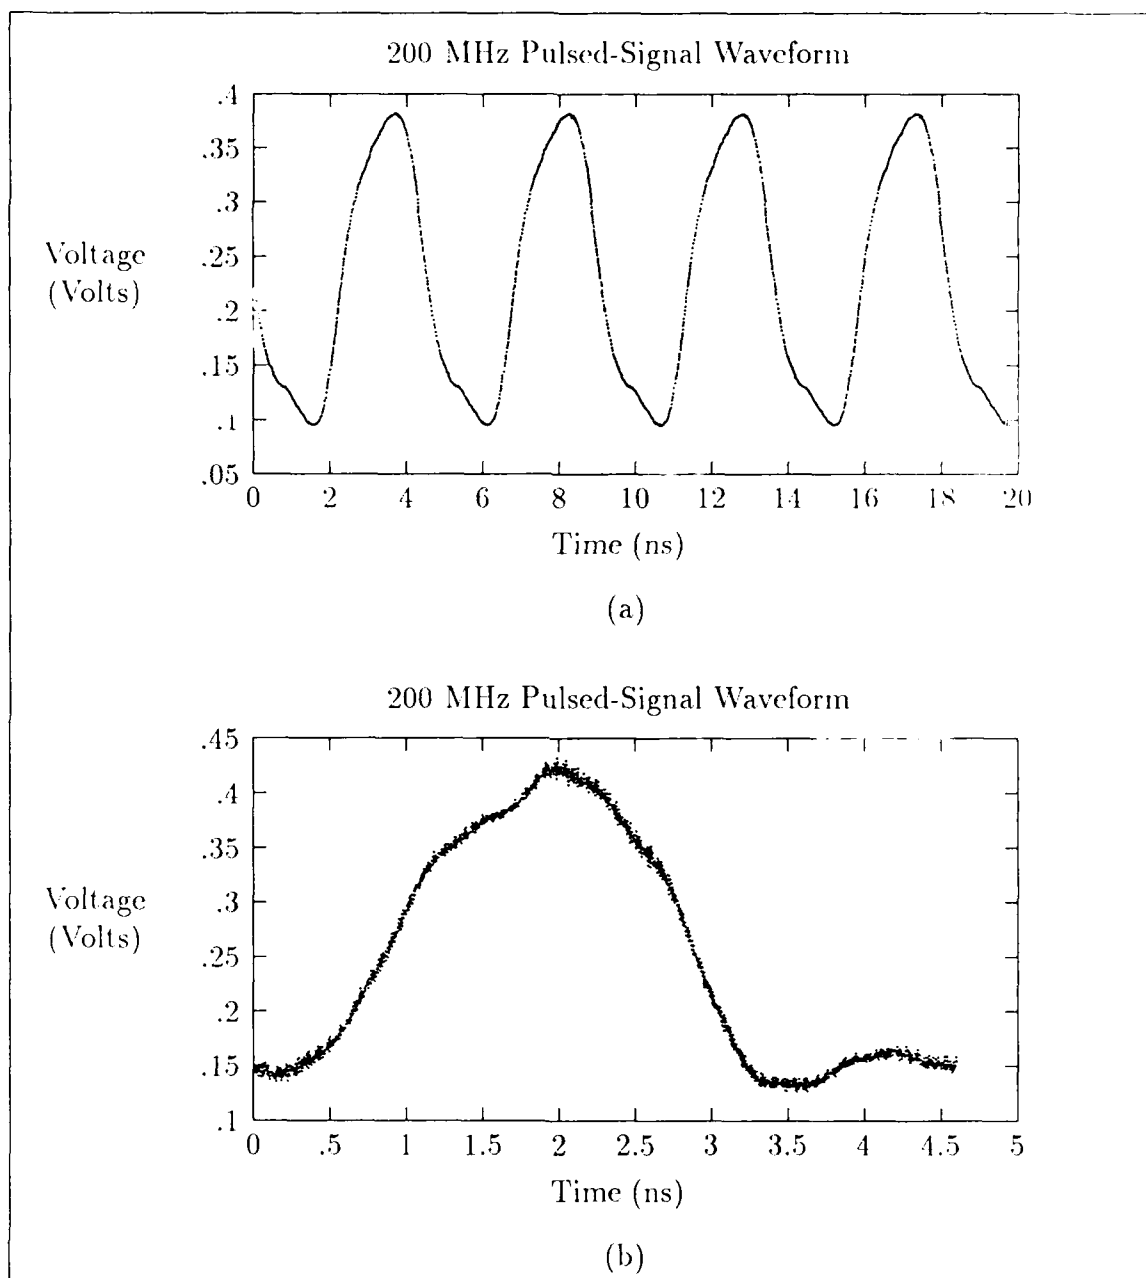 200 MHz Pulsed-Signal Waveform
.4
.35
.3
.25
.2
.15
.1
.05
Voltage
(Volts)
0 2 4 6 8 10 12 14 16 18 20
Time (ns)
(a)
200 MHz Pulsed-Signal Waveform
.45
.4
.35
.3
.25
.2
.15
.1
Voltage
(Volts)
0 .5 1 1.5 2 2.5 3 3.5 4 4.5 5
Time (ns)
(b)